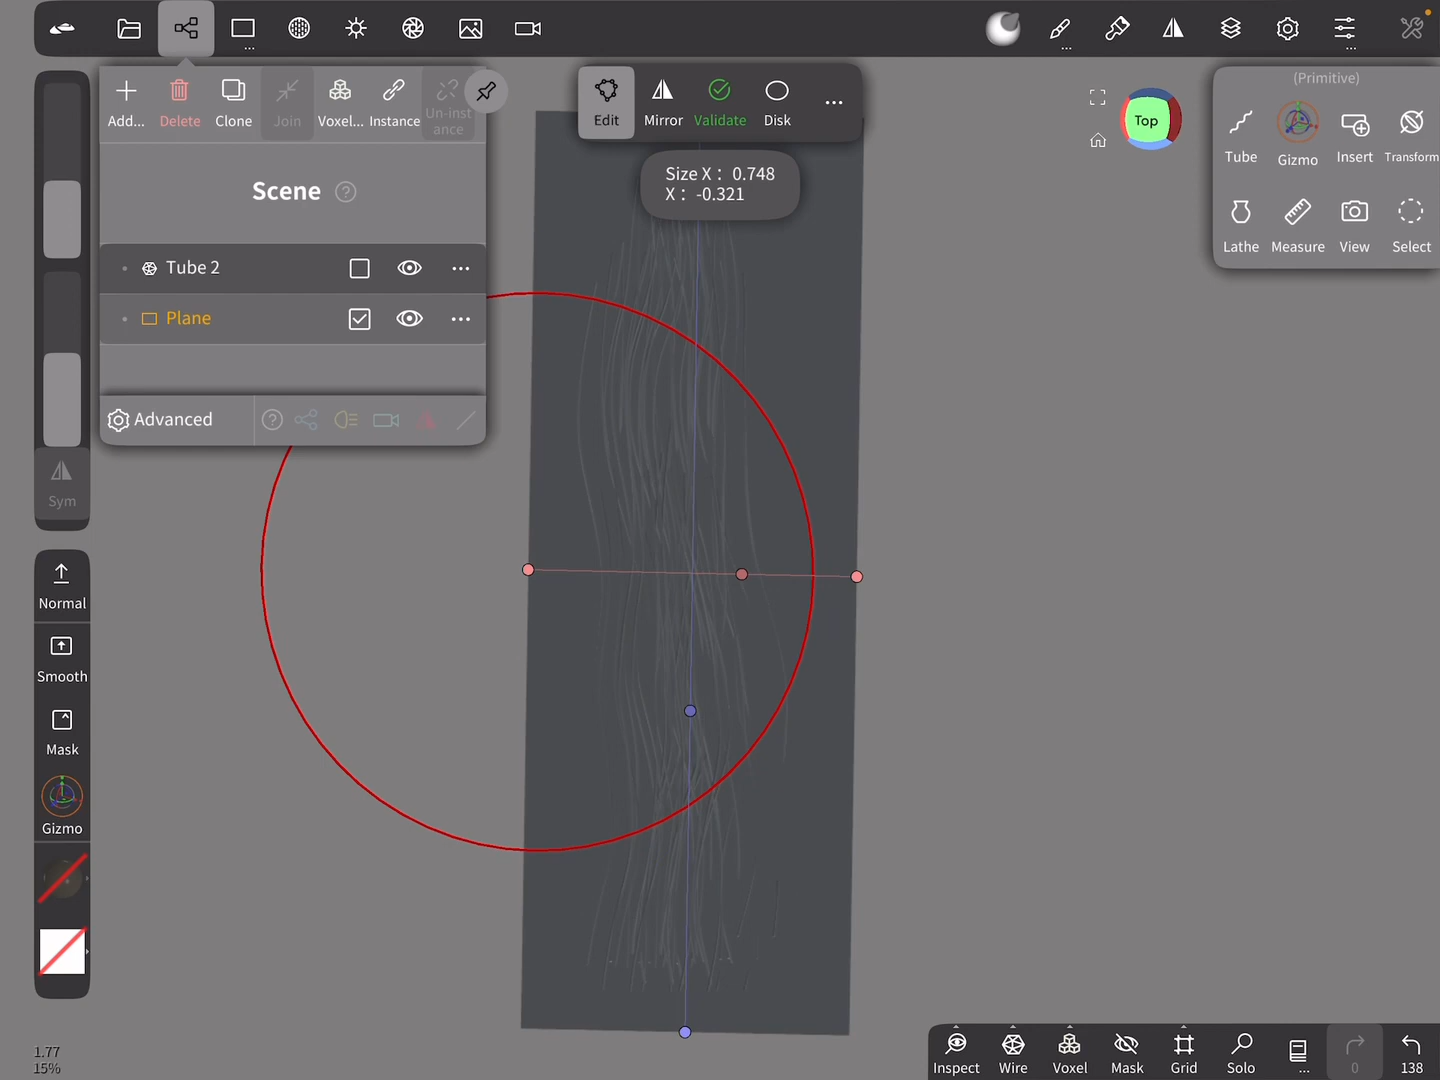 Add...
Delete
Clone
Join
Voxel...
Instance
Un-inst
ance
Edit
Mirror
Validate
Disk
...
Size X : 0.748
X : -0.321
Top
(Primitive)
Tube
Gizmo
Insert
Transform
Lathe
Measure
View
Select
Scene
Tube 2
...
Plane
...
Advanced
Sym
Normal
Smooth
Mask
Gizmo
1.77
15%
Inspect
Wire
Voxel
Mask
Grid
Solo
...
0
138